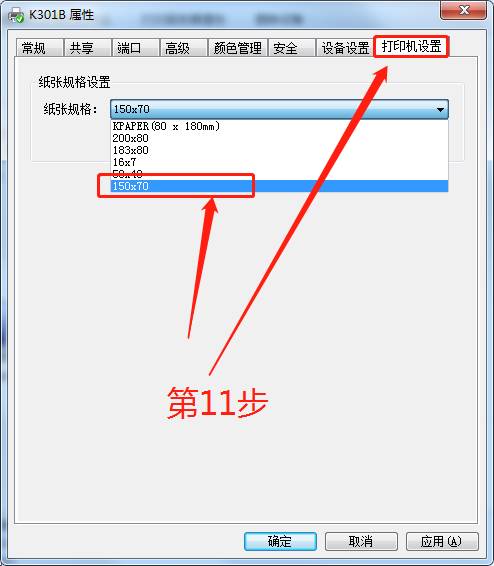 K301B 属性
常规 共享 端口 高级 颜色管理 安全 设备设置 打印机设置
纸张规格设置
纸张规格： 150x70
KPAPER(80 x 180mm)
200x80
183x80
16x7
50x40
150x70
第11步
确定 取消 应用(A)